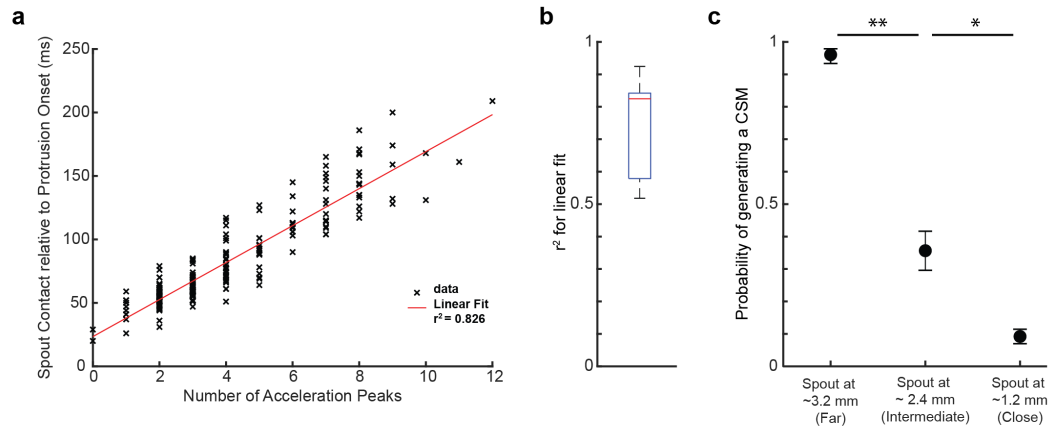 a
Spout Contact relative to Protrusion Onset (ms)
250
200
150
100
50
0
0 2 4 6 8 10 12
Number of Acceleration Peaks
data
Linear Fit
r² = 0.826
b
r² for linear fit
1
0.5
0
c
Probability of generating a CSM
1
0.5
0
** *
Spout at
~3.2 mm
(Far)
Spout at
~ 2.4 mm
(Intermediate)
Spout at
~1.2 mm
(Close)